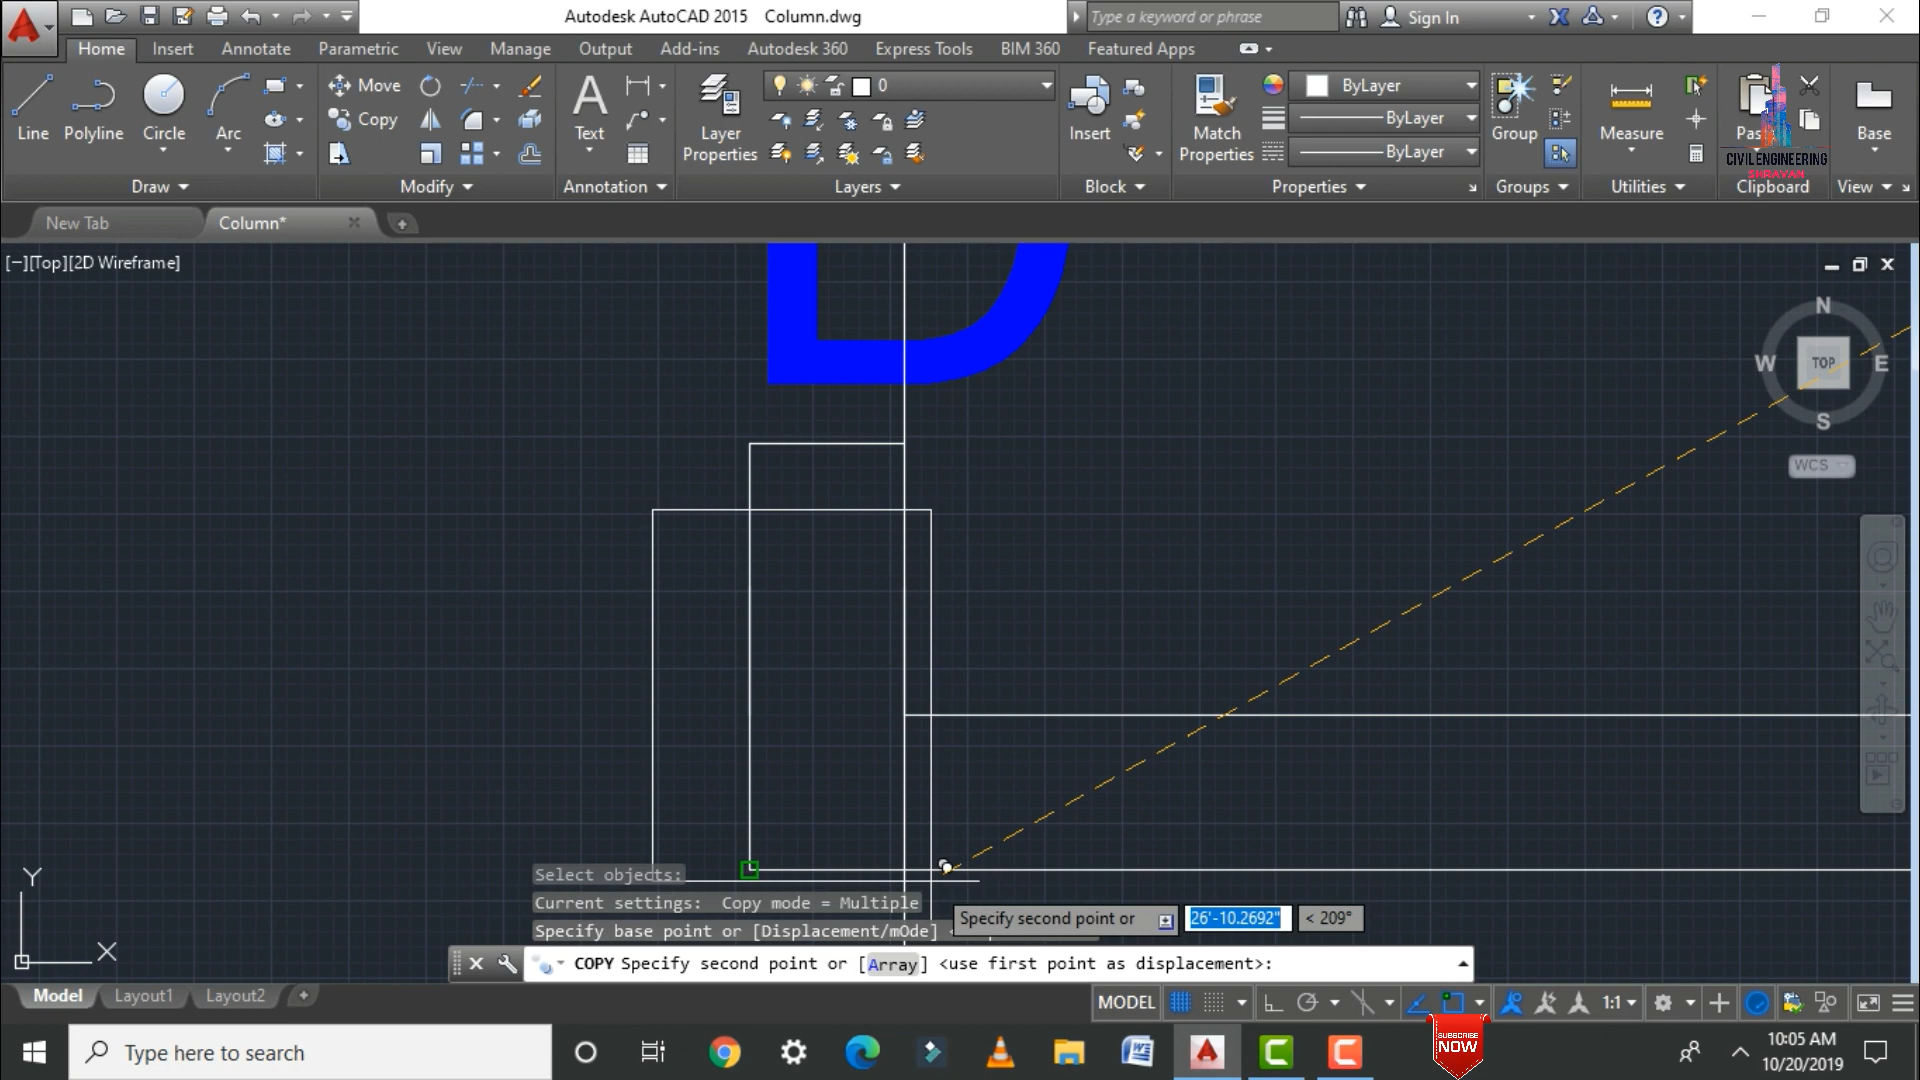 Autodesk AutoCAD 2015 Column.dwg
Type a keyword or phrase
Sign In
Home Insert Annotate Parametric View Manage Output Add-ins Autodesk 360 Express Tools BIM 360 Featured Apps
Line Polyline Circle Arc
Move
Copy
Text
Layer Properties
0
Insert
Match Properties
ByLayer
ByLayer
ByLayer
Group
Measure
Paste
Base
CIVIL ENGINEERING
SHRAVAN
Draw Modify Annotation Layers Block Properties Groups Utilities Clipboard View
New Tab Column*
[−][Top][2D Wireframe]
N
W TOP E
S
WCS
Y
X
Select objects:
Current settings: Copy mode = Multiple
Specify base point or [Displacement/mOde]
Specify second point or 26'-10.2692" < 209°
COPY Specify second point or [Array] <use first point as displacement>:
Model Layout1 Layout2
MODEL 1:1
SUBSCRIBE
NOW
Type here to search
10:05 AM
10/20/2019